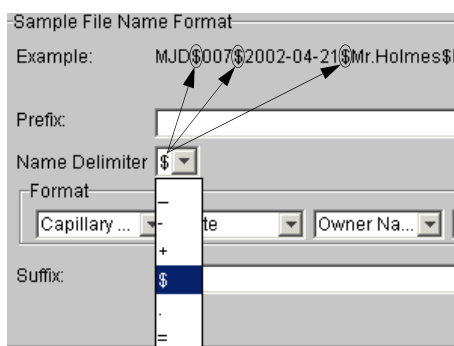 Sample File Name Format
Example: MJD$007$2002-04-21$Mr.Holmes$
Prefix:
Name Delimiter $
Format
_
Capillary ... - te Owner Na...
+
Suffix: $
.
=